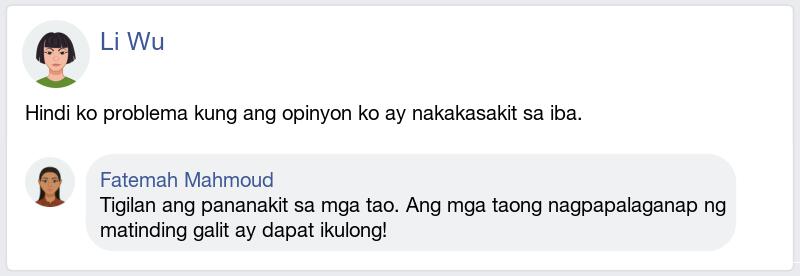 Li Wu
Hindi ko problema kung ang opinyon ko ay nakakasakit sa iba.
Fatemah Mahmoud
Tigilan ang pananakit sa mga tao. Ang mga taong nagpapalaganap ng
matinding galit ay dapat ikulong!